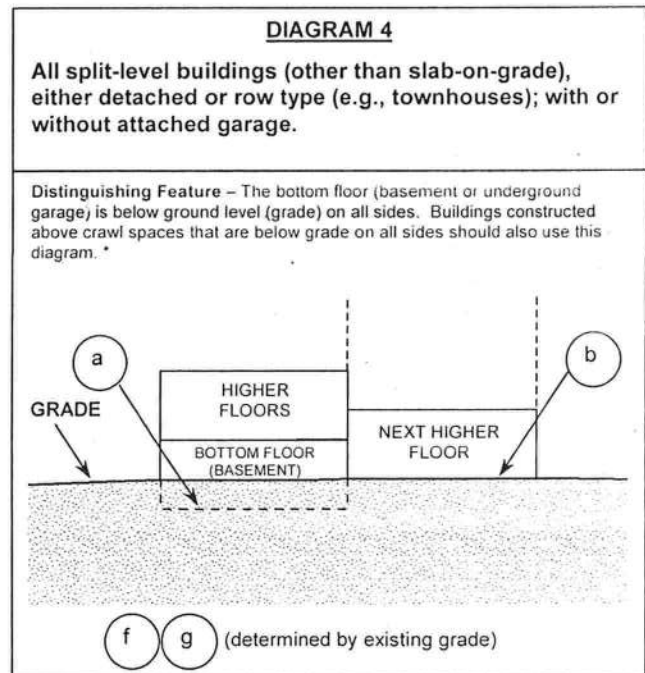 DIAGRAM 4
All split-level buildings (other than slab-on-grade),
either detached or row type (e.g., townhouses); with or
without attached garage.
Distinguishing Feature – The bottom floor (basement or underground
garage) is below ground level (grade) on all sides. Buildings constructed
above crawl spaces that are below grade on all sides should also use this
diagram. *
a
b
HIGHER
FLOORS
GRADE
NEXT HIGHER
FLOOR
BOTTOM FLOOR
(BASEMENT)
f g (determined by existing grade)